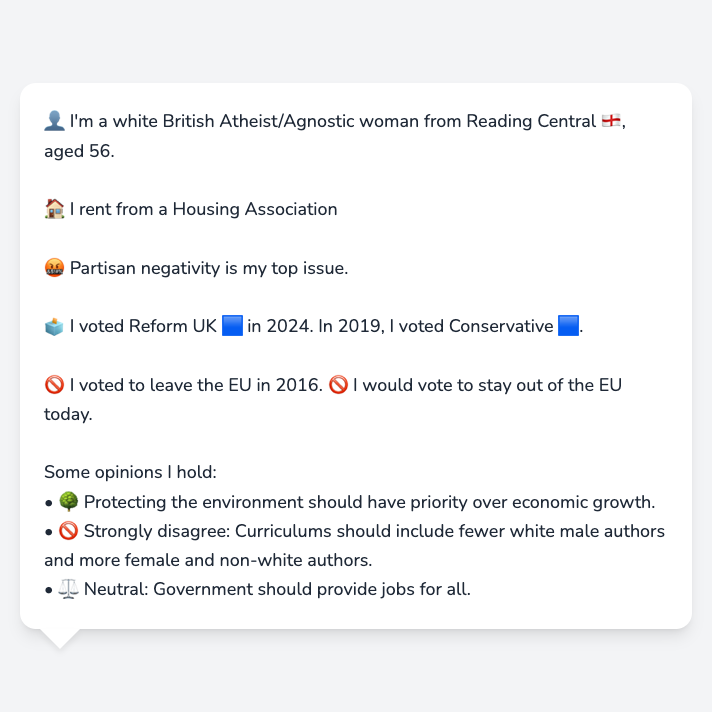 👤 I'm a white British Atheist/Agnostic woman from Reading Central 🏴󠁧󠁢󠁥󠁮󠁧󠁿,
aged 56.
🏠 I rent from a Housing Association
🤬 Partisan negativity is my top issue.
🗳️ I voted Reform UK 🟦 in 2024. In 2019, I voted Conservative 🟦.
🚫 I voted to leave the EU in 2016. 🚫 I would vote to stay out of the EU
today.
Some opinions I hold:
• 🌳 Protecting the environment should have priority over economic growth.
• 🚫 Strongly disagree: Curriculums should include fewer white male authors
and more female and non-white authors.
• ⚖️ Neutral: Government should provide jobs for all.